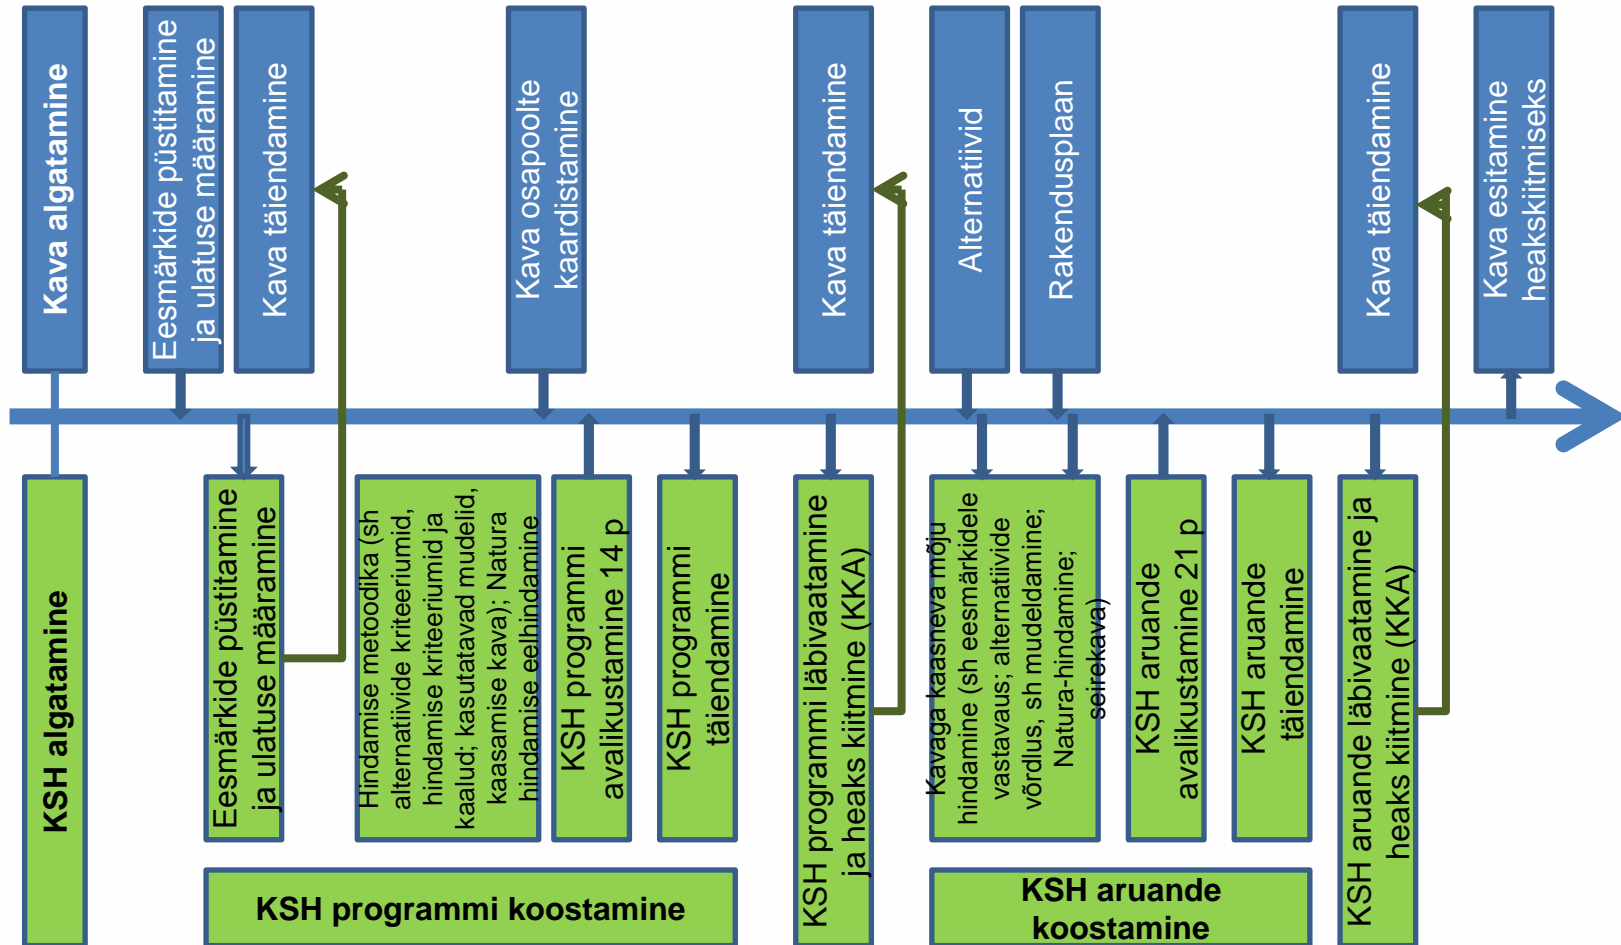 Kava algatamine
Eesmärkide püstitamine
ja ulatuse määramine
Kava täiendamine
Kava osapoolte
kaardistamine
Kava täiendamine
Alternatiivid
Rakendusplaan
Kava täiendamine
Kava esitamine
heakskiitmiseks
KSH algatamine
Eesmärkide püstitamine
ja ulatuse määramine
Hindamise metoodika (sh
alternatiivide kriteeriumid,
hindamise kriteeriumid ja
kaalud; kasutatavad mudelid,
kaasamise kava); Natura
hindamise eelhindamine
KSH programmi
avalikustamine 14 p
KSH programmi
täiendamine
KSH programmi läbivaatamine
ja heaks kiitmine (KKA)
Kavaga kaasneva mõju
hindamine (sh eesmärkidele
vastavaus; alternatiivide
võrdlus, sh mudeldamine;
Natura-hindamine;
seirekava)
KSH aruande
avalikustamine 21 p
KSH aruande
täiendamine
KSH aruande läbivaatamine ja
heaks kiitmine (KKA)
KSH programmi koostamine
KSH aruande
koostamine